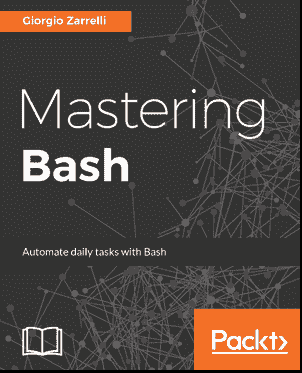 Giorgio Zarrelli
Mastering
Bash
Automate daily tasks with Bash
Packt>